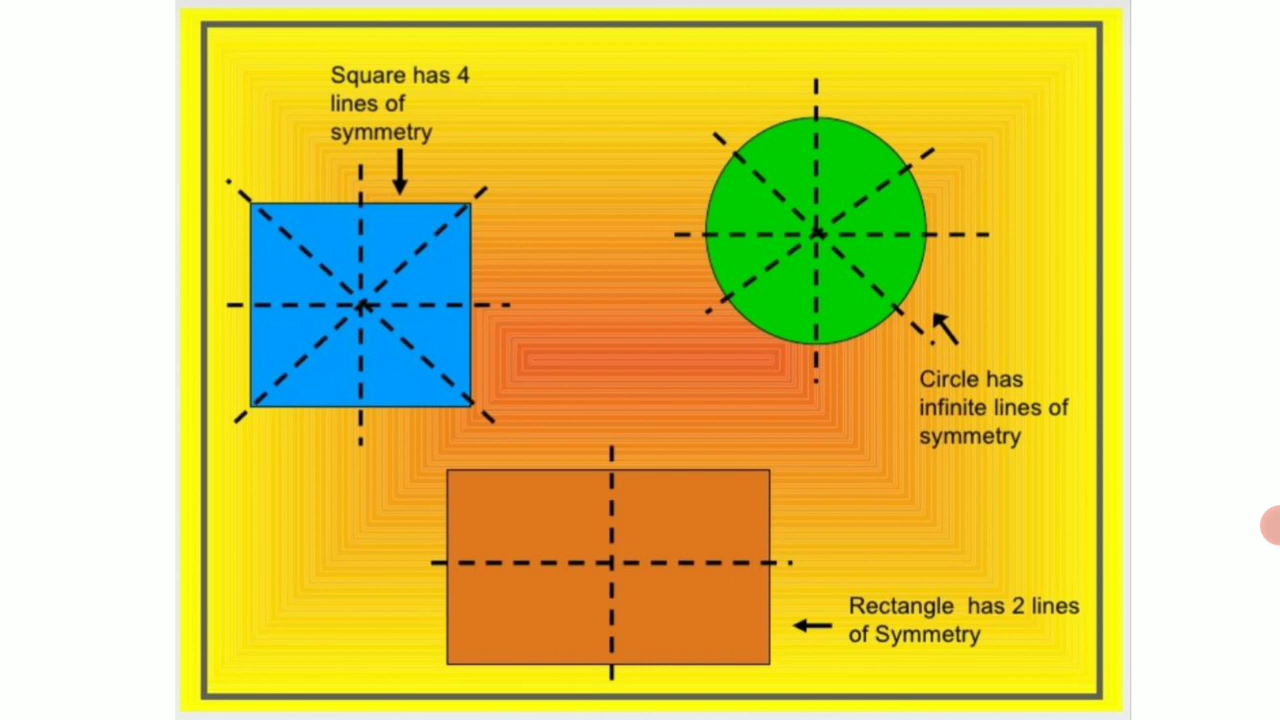 Square has 4
lines of
symmetry
Circle has
infinite lines of
symmetry
Rectangle  has 2 lines
of Symmetry